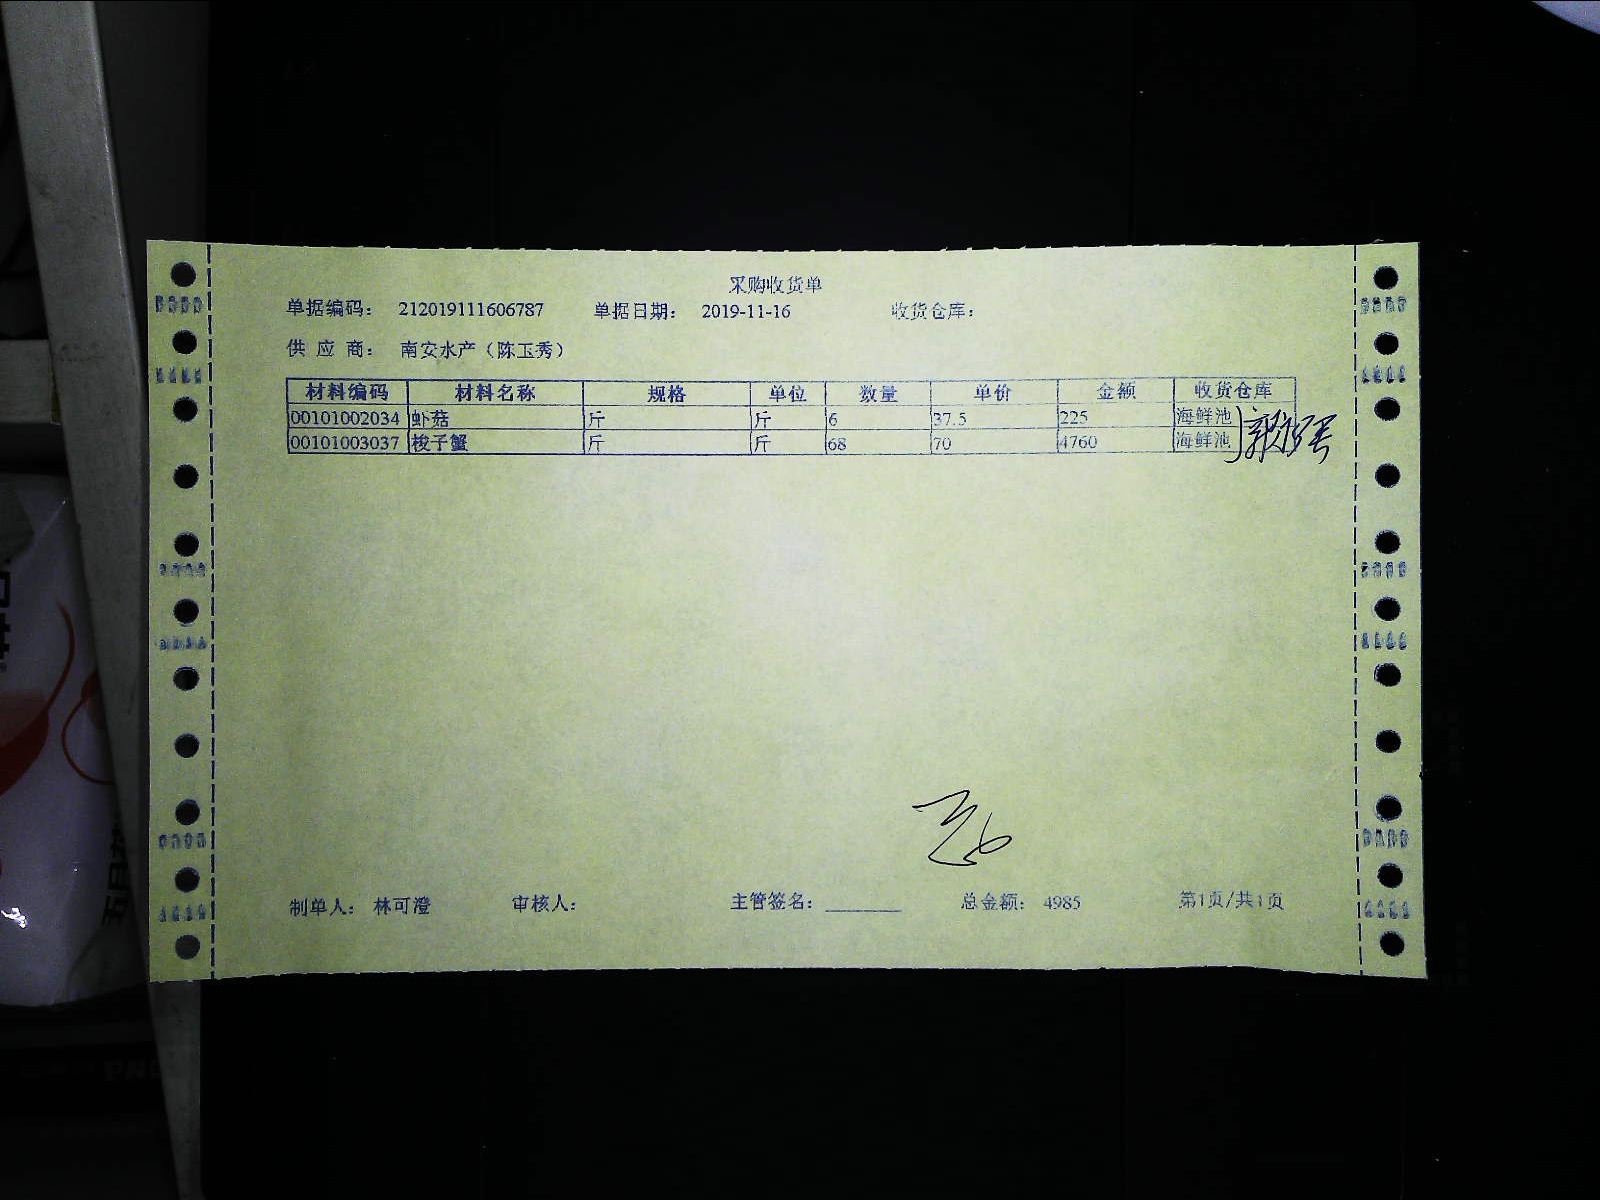 采购收货单
单据编码： 212019111606787 单据日期： 2019-11-16 收货仓库：
供 应 商： 南安水产（陈玉秀）
材料编码 材料名称 规格 单位 数量 单价 金额 收货仓库
00101002034 虾菇 斤 斤 6 37.5 225 海鲜池
00101003037 梭子蟹 斤 斤 68 70 4760 海鲜池
制单人： 林可澄 审核人： 主管签名：________ 总金额： 4985 第1页/共1页